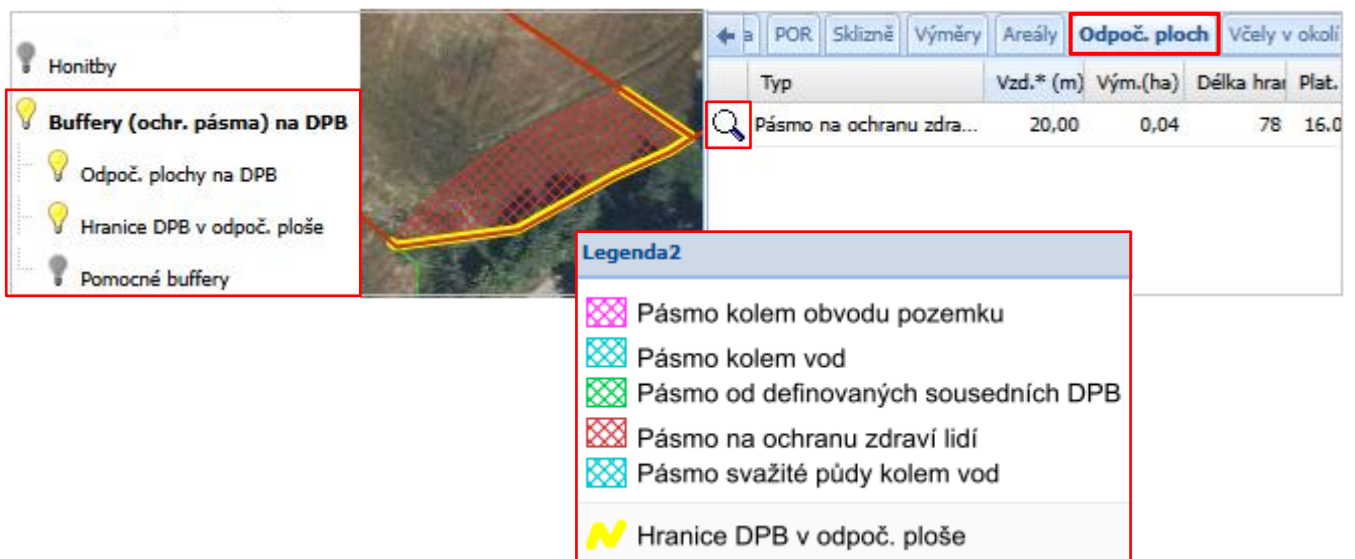 Honitby
Buffery (ochr. pásma) na DPB
Odpoč. plochy na DPB
Hranice DPB v odpoč. ploše
Pomocné buffery
a POR Sklizně Výměry Areály Odpoč. ploch Včely v okolí
Typ Vzd.* (m) Vým.(ha) Délka hrai Plat.
Pásmo na ochranu zdra... 20,00 0,04 78 16.0
Legenda2
Pásmo kolem obvodu pozemku
Pásmo kolem vod
Pásmo od definovaných sousedních DPB
Pásmo na ochranu zdraví lidí
Pásmo svažité půdy kolem vod
Hranice DPB v odpoč. ploše